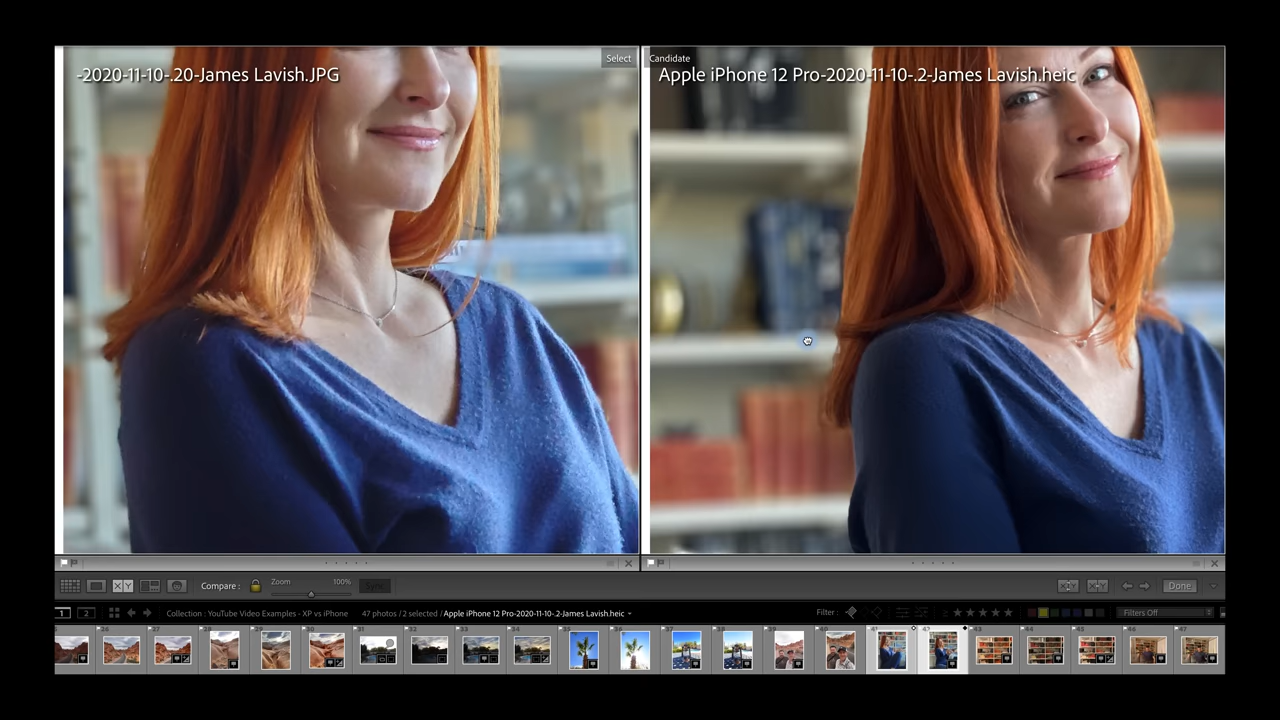 -2020-11-10-.20-James Lavish.JPG
Select
Candidate
Apple iPhone 12 Pro-2020-11-10-.2-James Lavish.heic
XY
Compare :
Zoom
100%
Sync
Done
1
2
Collection : YouTube Video Examples - XP vs iPhone
47 photos / 2 selected / Apple iPhone 12 Pro-2020-11-10-.2-James Lavish.heic
Filter :
Filters Off